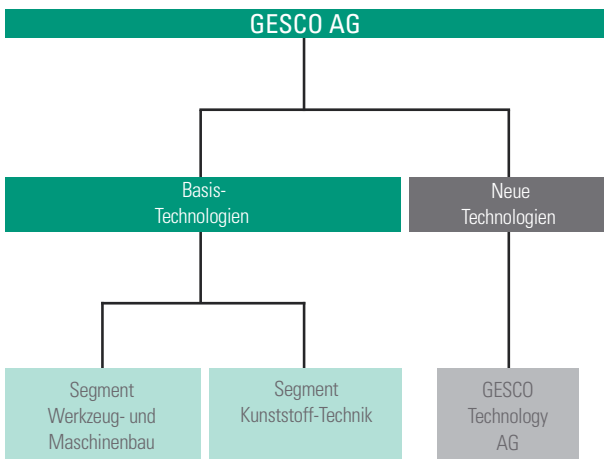 GESCO AG
Basis-
Technologien
Neue
Technologien
Segment
Werkzeug- und
Maschinenbau
Segment
Kunststoff-Technik
GESCO
Technology
AG